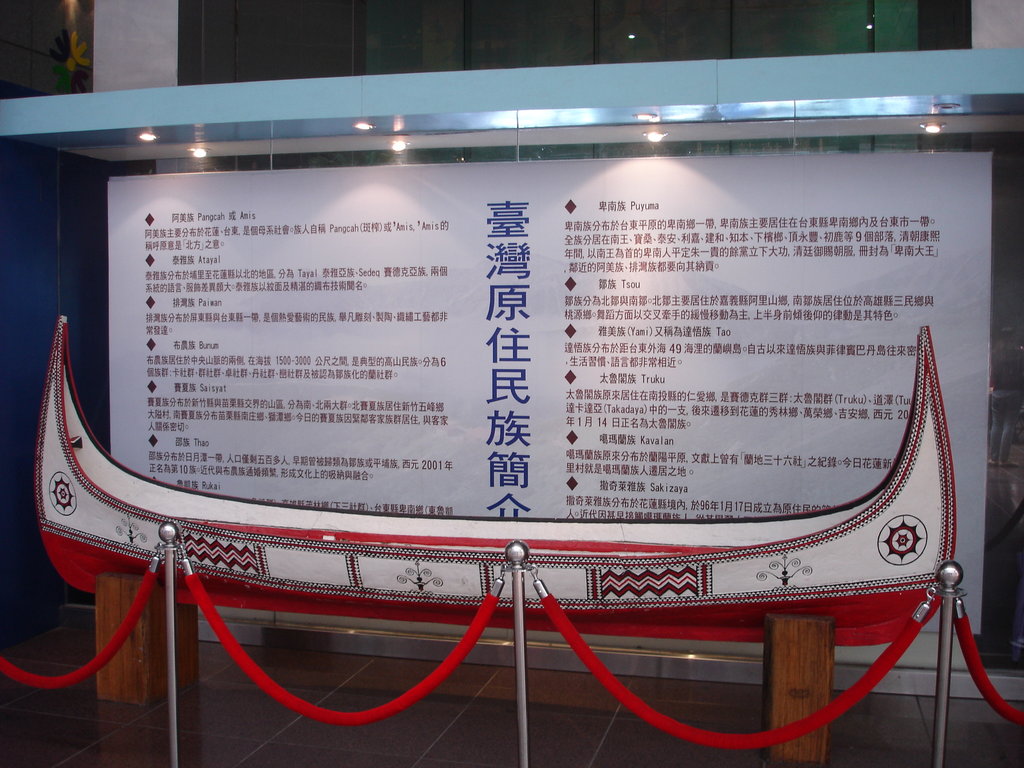 臺灣原住民族簡介
◆ 阿美族 Pangcah 或 Amis
阿美族主要分布於花蓮、台東, 是個母系社會。族人自稱 Pangcah(斑榨)或'Amis, 'Amis的
稱呼原意是「北方」之意。
◆ 泰雅族 Atayal
泰雅族分布於埔里至花蓮縣以北的地區, 分為 Tayal 泰雅亞族、Sedeq 賽德克亞族, 兩個
系統的語言、服飾差異頗大。泰雅族以紋面及精湛的織布技術聞名。
◆ 排灣族 Paiwan
排灣族分布於屏東縣與台東縣一帶, 是個熱愛藝術的民族, 舉凡雕刻、製陶、織繡工藝都非
常發達。
◆ 布農族 Bunum
布農族居住於中央山脈的兩側, 在海拔 1500-3000 公尺之間, 是典型的高山民族。分為6
個族群:卡社群、群社群、卓社群、丹社群、巒社群及被認為鄒族化的蘭社群。
◆ 賽夏族 Saisyat
賽夏族分布於新竹縣與苗栗縣交界的山區, 分為南、北兩大群。北賽夏族居住新竹五峰鄉
大隘村, 南賽夏族分布苗栗縣南庄鄉、獅潭鄉。今日的賽夏族因緊鄰客家族群居住, 與客家
人關係密切。
◆ 邵族 Thao
邵族分布於日月潭一帶, 人口僅剩五百多人, 早期曾被歸類為鄒族或平埔族, 西元 2001年
正名為第10族。近代與布農族通婚頻繁, 形成文化上的吸納與融合。
魯凱族 Rukai
◆ 卑南族 Puyuma
卑南族分布於台東平原的卑南鄉一帶, 卑南族主要居住在台東縣卑南鄉內及台東市一帶。
全族分居在南王、寶桑、泰安、利嘉、建和、知本、下檳榔、頂永豐、初鹿等 9 個部落, 清朝康熙
年間, 以南王為首的卑南人平定朱一貴的餘黨立下大功, 清廷御賜朝服, 冊封為「卑南大王」
, 鄰近的阿美族、排灣族都要向其納貢。
◆ 鄒族 Tsou
鄒族分為北鄒與南鄒。北鄒主要居住於嘉義縣阿里山鄉, 南鄒族居住位於高雄縣三民鄉與
桃源鄉。舞蹈方面以交叉牽手的緩慢移動為主, 上半身前傾後仰的律動是其特色。
◆ 雅美族(Yami)又稱為達悟族 Tao
達悟族分布於距台東外海 49 海浬的蘭嶼島。自古以來達悟族與菲律賓巴丹島往來密
、生活習慣、語言都非常相近。
◆ 太魯閣族 Truku
太魯閣族原來居住在南投縣的仁愛鄉, 是賽德克群三群:太魯閣群(Truku)、道澤(Tu
達卡達亞(Takadaya)中的一支, 後來遷移到花蓮的秀林鄉、萬榮鄉、吉安鄉, 西元 20
年1月 14 日正名為太魯閣族。
◆ 噶瑪蘭族 Kavalan
噶瑪蘭族原來分布於蘭陽平原, 文獻上曾有「蘭地三十六社」之紀錄。今日花蓮新
里村就是噶瑪蘭族人遷居之地。
◆ 撒奇萊雅族 Sakizaya
撒奇萊雅族分布於花蓮縣境內, 於96年1月17日成立為原住民的